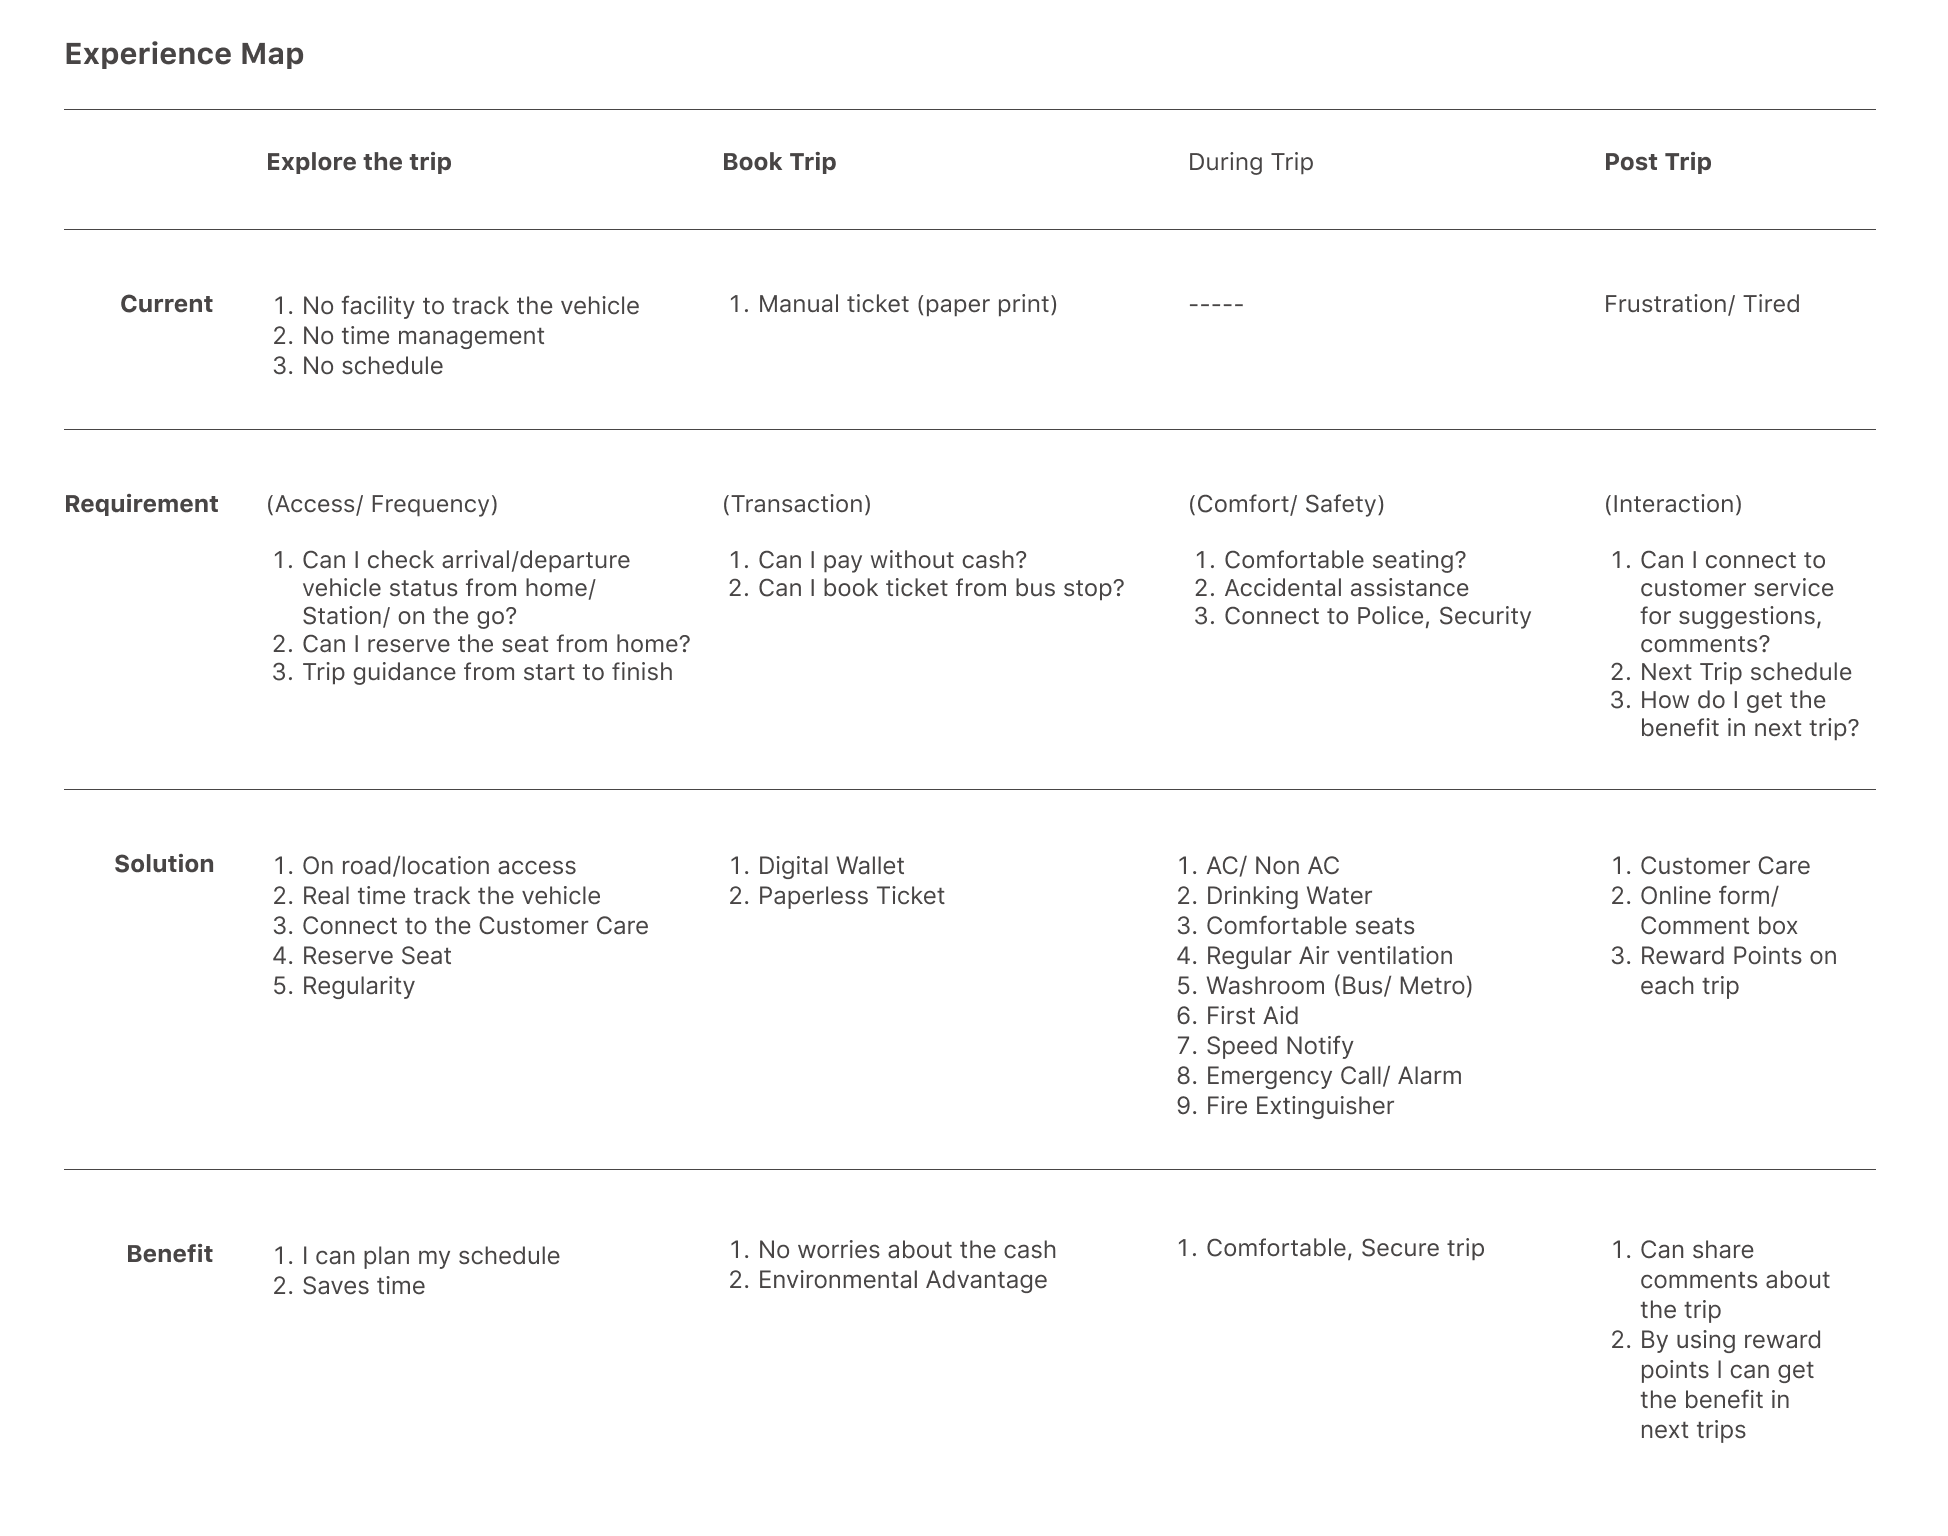 Experience Map
Explore the trip
Book Trip
During Trip
Post Trip
Current
1. No facility to track the vehicle
2. No time management
3. No schedule
1. Manual ticket (paper print)
-----
Frustration/ Tired
Requirement
(Access/ Frequency)
1. Can I check arrival/departure
vehicle status from home/
Station/ on the go?
2. Can I reserve the seat from home?
3. Trip guidance from start to finish
(Transaction)
1. Can I pay without cash?
2. Can I book ticket from bus stop?
(Comfort/ Safety)
1. Comfortable seating?
2. Accidental assistance
3. Connect to Police, Security
(Interaction)
1. Can I connect to
customer service
for suggestions,
comments?
2. Next Trip schedule
3. How do I get the
benefit in next trip?
Solution
1. On road/location access
2. Real time track the vehicle
3. Connect to the Customer Care
4. Reserve Seat
5. Regularity
1. Digital Wallet
2. Paperless Ticket
1. AC/ Non AC
2. Drinking Water
3. Comfortable seats
4. Regular Air ventilation
5. Washroom (Bus/ Metro)
6. First Aid
7. Speed Notify
8. Emergency Call/ Alarm
9. Fire Extinguisher
1. Customer Care
2. Online form/
Comment box
3. Reward Points on
each trip
Benefit
1. I can plan my schedule
2. Saves time
1. No worries about the cash
2. Environmental Advantage
1. Comfortable, Secure trip
1. Can share
comments about
the trip
2. By using reward
points I can get
the benefit in
next trips